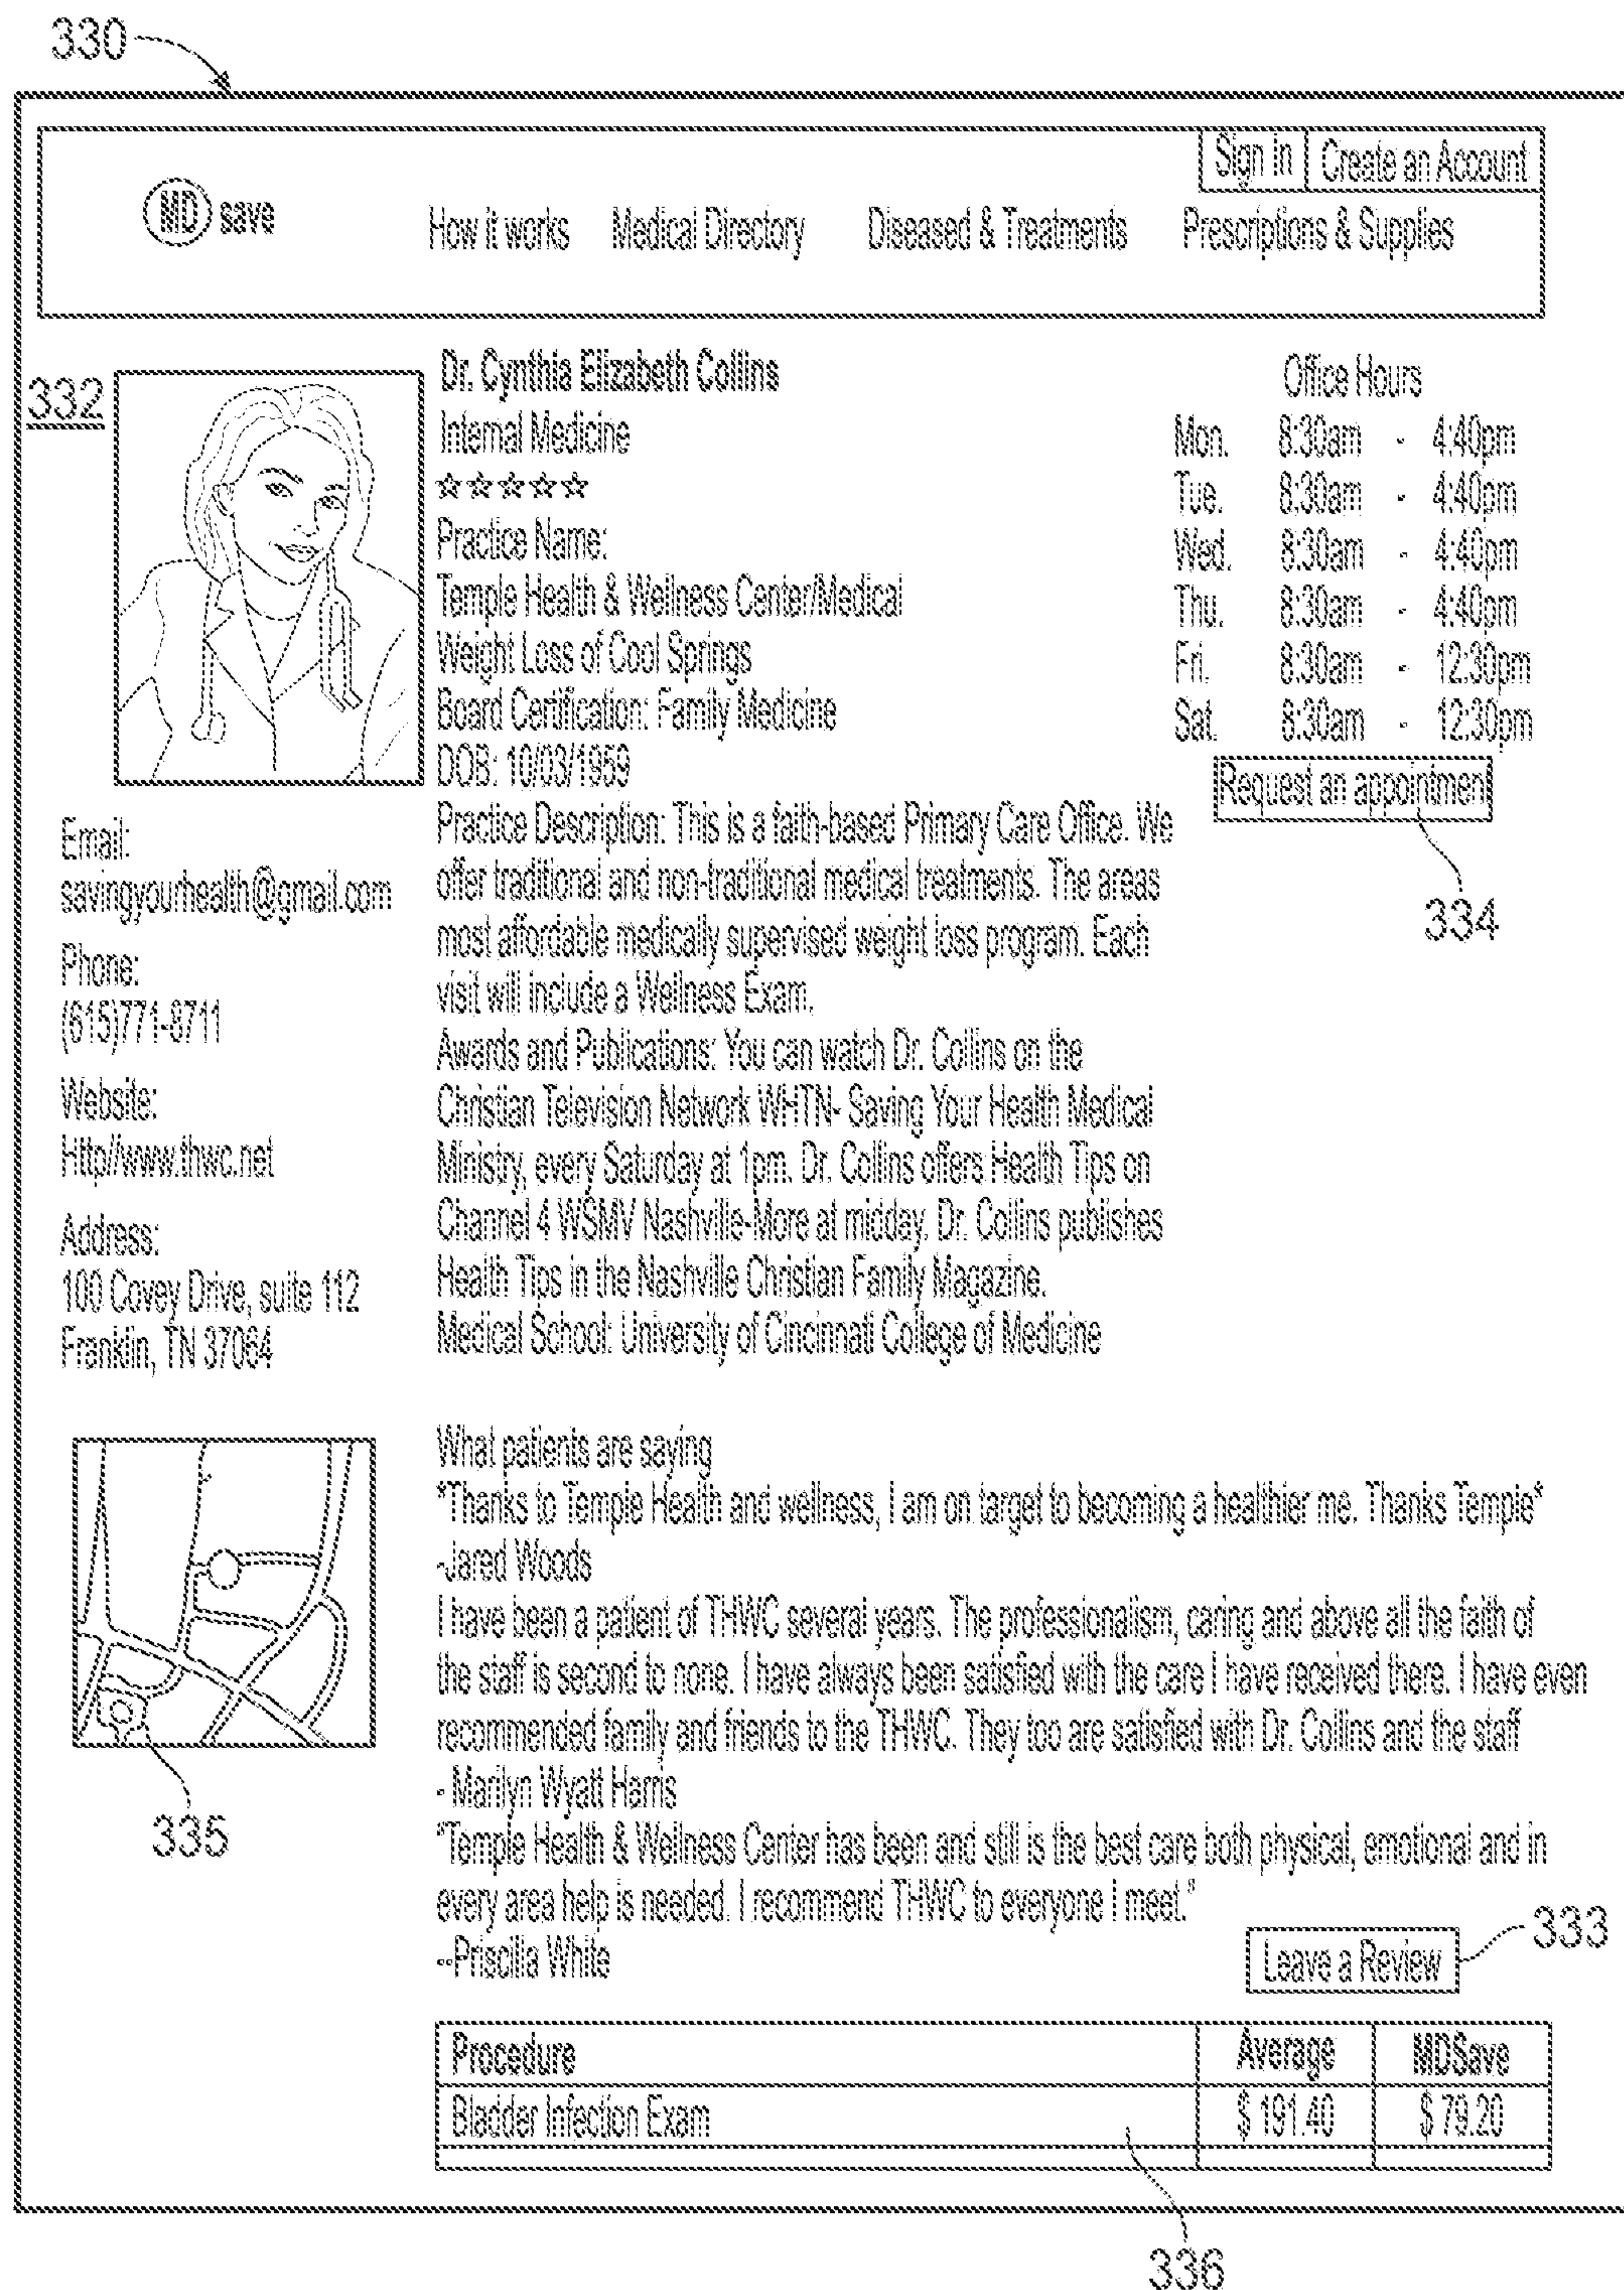 330
Sign In Create an Account
MD save
How it works Medical Directory Diseased & Treatments Prescriptions & Supplies
332
Dr. Cynthia Elizabeth Collins
Internal Medicine
☆☆☆☆☆
Practice Name:
Temple Health & Wellness Center/Medical
Weight Loss of Cool Springs
Board Certification: Family Medicine
DOB: 10/03/1959
Practice Description: This is a faith-based Primary Care Office. We
offer traditional and non-traditional medical treatments. The areas
most affordable medically supervised weight loss program. Each
visit will include a Wellness Exam.
Awards and Publications: You can watch Dr. Collins on the
Christian Television Network WHTN- Saving Your Health Medical
Ministry, every Saturday at 1pm. Dr. Collins offers Health Tips on
Channel 4 WSMV Nashville-More at midday. Dr. Collins publishes
Health Tips in the Nashville Christian Family Magazine.
Medical School: University of Cincinnati College of Medicine
Office Hours
Mon. 8:30am - 4:40pm
Tue. 8:30am - 4:40pm
Wed. 8:30am - 4:40pm
Thu. 8:30am - 4:40pm
Fri. 8:30am - 12:30pm
Sat. 8:30am - 12:30pm
Request an appointment
334
Email:
savingyourhealth@gmail.com
Phone:
(615)771-8711
Website:
Http//www.thwc.net
Address:
100 Covey Drive, suite 112
Franklin, TN 37064
335
What patients are saying
"Thanks to Temple Health and wellness, I am on target to becoming a healthier me. Thanks Temple"
-Jared Woods
I have been a patient of THWC several years. The professionalism, caring and above all the faith of
the staff is second to none. I have always been satisfied with the care I have received there. I have even
recommended family and friends to the THWC. They too are satisfied with Dr. Collins and the staff
- Marilyn Wyatt Harris
"Temple Health & Wellness Center has been and still is the best care both physical, emotional and in
every area help is needed. I recommend THWC to everyone I meet."
--Priscilla White
Leave a Review
333
Procedure Average MDSave
Bladder Infection Exam $ 191.40 $ 79.20
336